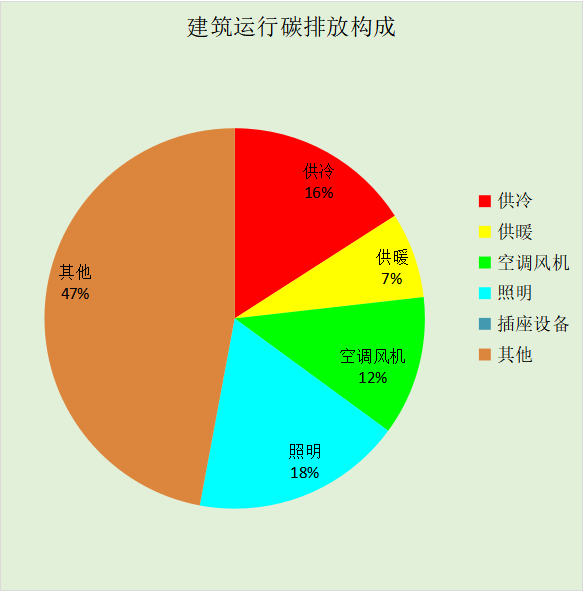 建筑运行碳排放构成
供冷
16%
供暖
7%
空调风机
12%
照明
18%
其他
47%
供冷
供暖
空调风机
照明
插座设备
其他